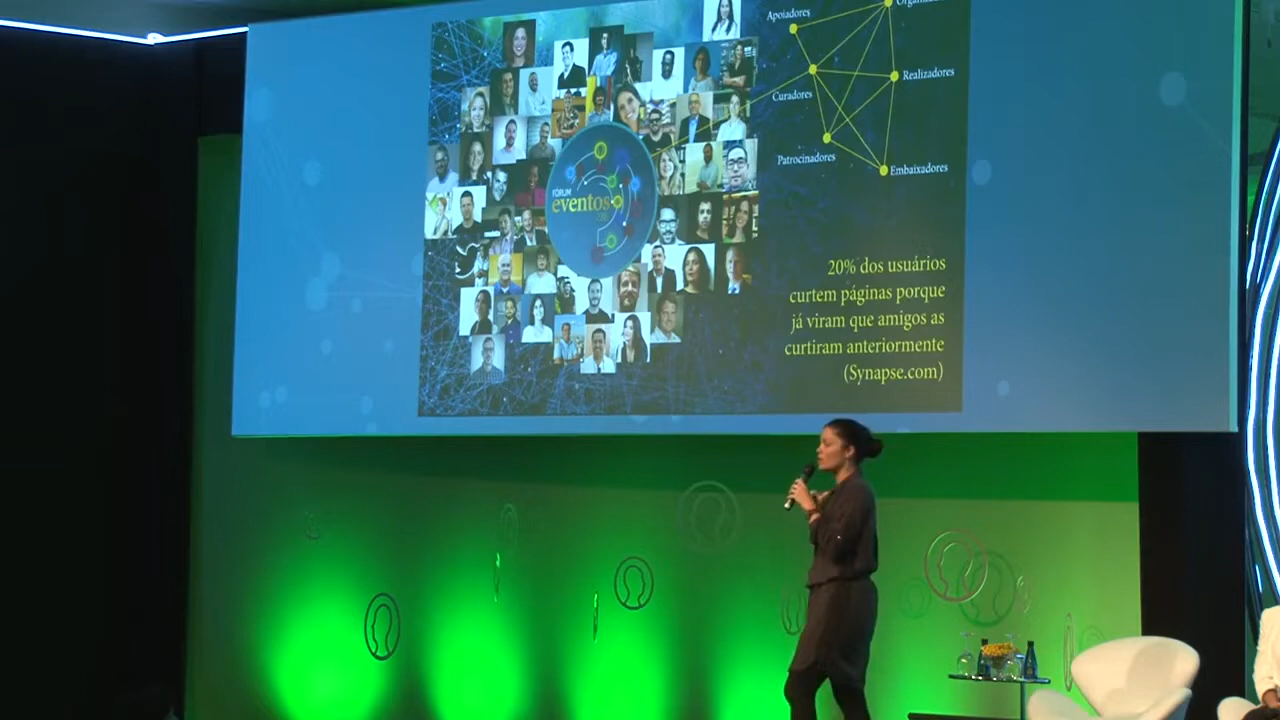 Apoiadores
Realizadores
Curadores
Patrocinadores
Embaixadores
FÓRUM
eventos
20% dos usuários
curtem páginas porque
já viram que amigos as
curtiram anteriormente
(Synapse.com)